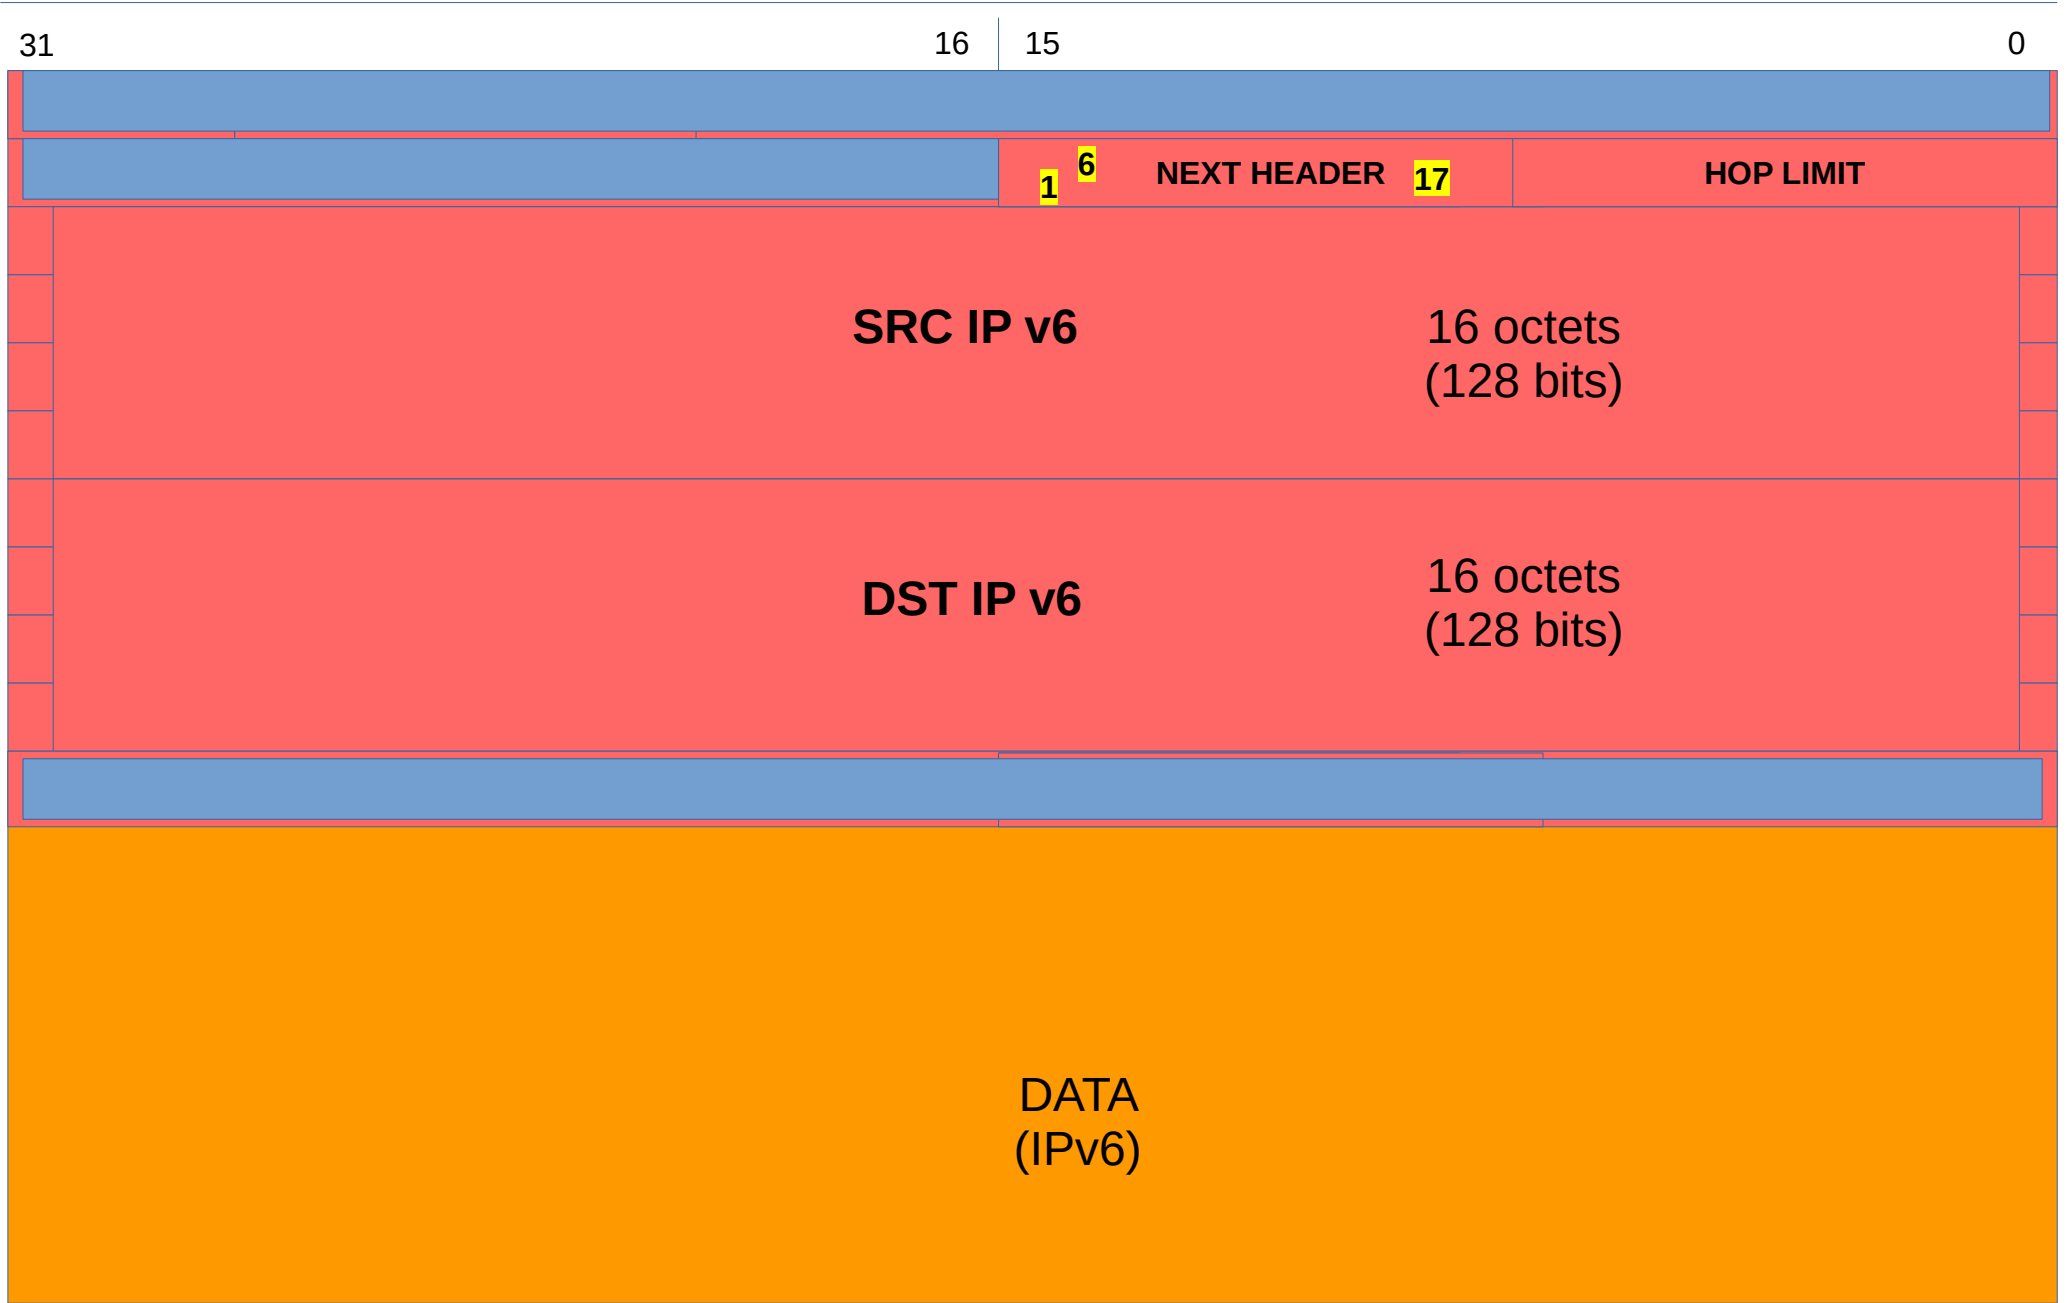 31 16 15 0
1 6 NEXT HEADER 17 HOP LIMIT
SRC IP v6
16 octets
(128 bits)
DST IP v6
16 octets
(128 bits)
DATA
(IPv6)